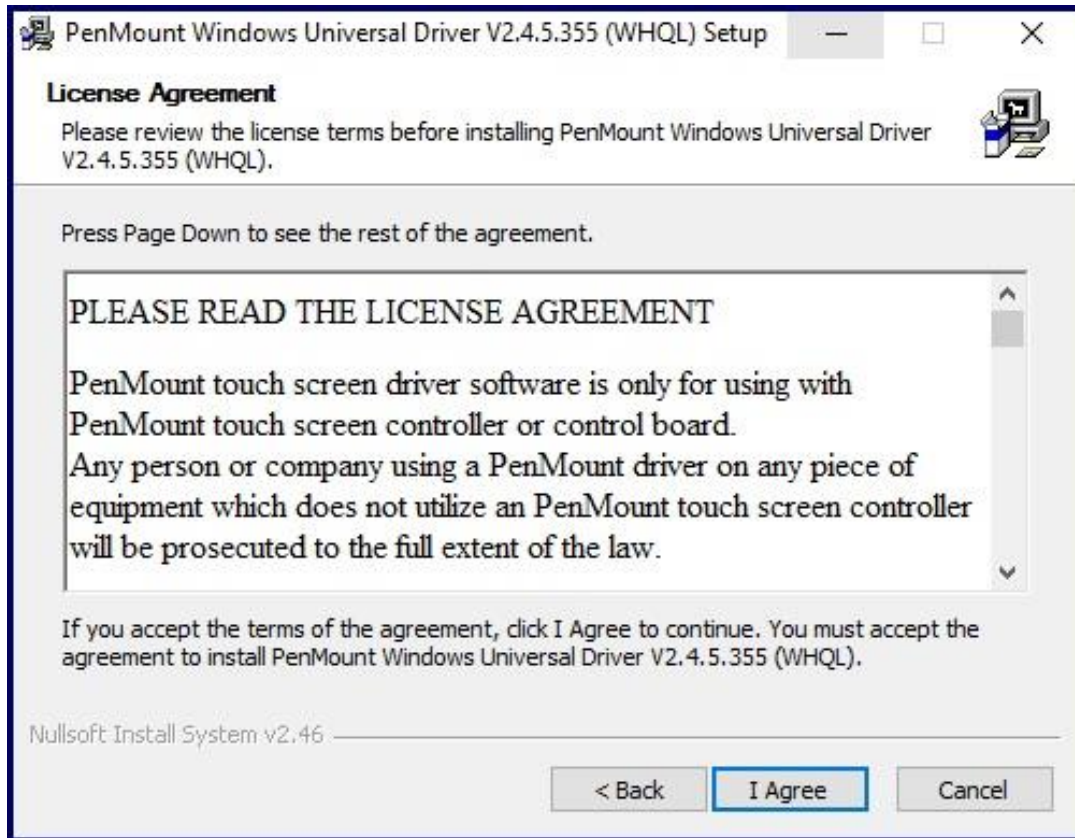 PenMount Windows Universal Driver V2.4.5.355 (WHQL) Setup
License Agreement
Please review the license terms before installing PenMount Windows Universal Driver
V2.4.5.355 (WHQL).
Press Page Down to see the rest of the agreement.
PLEASE READ THE LICENSE AGREEMENT
PenMount touch screen driver software is only for using with
PenMount touch screen controller or control board.
Any person or company using a PenMount driver on any piece of
equipment which does not utilize an PenMount touch screen controller
will be prosecuted to the full extent of the law.
If you accept the terms of the agreement, click I Agree to continue. You must accept the
agreement to install PenMount Windows Universal Driver V2.4.5.355 (WHQL).
Nullsoft Install System v2.46
< Back
I Agree
Cancel